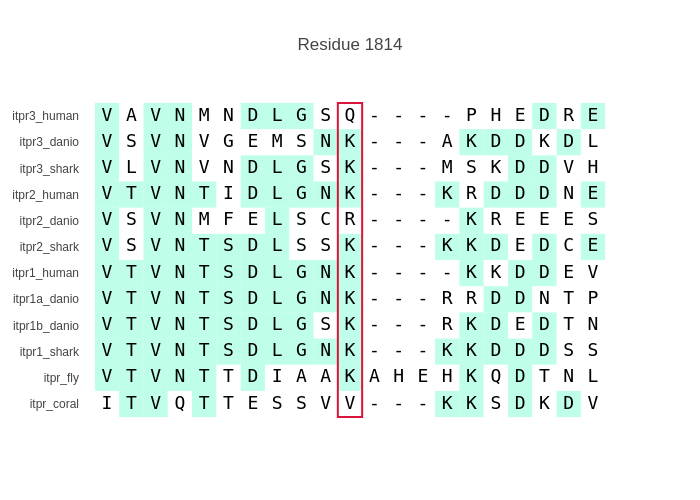 Residue 1814
itpr3_human V A V N M N D L G S Q - - - - P H E D R E
itpr3_danio V S V N V G E M S N K - - - A K D D K D L
itpr3_shark V L V N V N D L G S K - - - M S K D D V H
itpr2_human V T V N T I D L G N K - - - K R D D D N E
itpr2_danio V S V N M F E L S C R - - - - K R E E E S
itpr2_shark V S V N T S D L S S K - - - K K D E D C E
itpr1_human V T V N T S D L G N K - - - - K K D D E V
itpr1a_danio V T V N T S D L G N K - - - R R D D N T P
itpr1b_danio V T V N T S D L G S K - - - R K D E D T N
itpr1_shark V T V N T S D L G N K - - - K K D D D S S
itpr_fly V T V N T T D I A A K A H E H K Q D T N L
itpr_coral I T V Q T T E S S V V - - - K K S D K D V